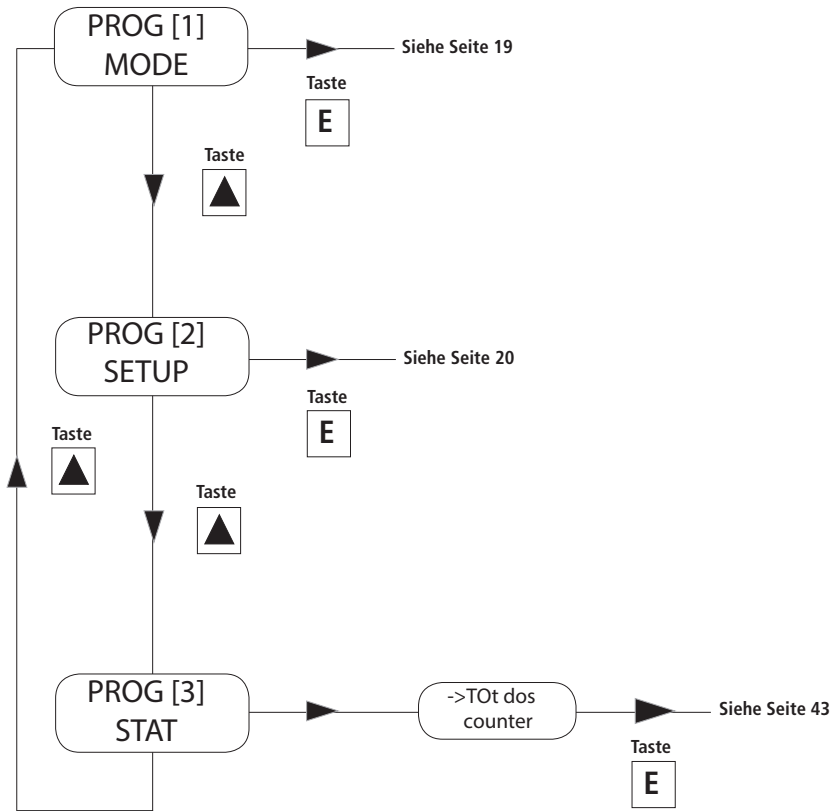 PROG [1]
MODE
Siehe Seite 19
Taste
E
Taste
PROG [2]
SETUP
Siehe Seite 20
Taste
E
Taste
Taste
PROG [3]
STAT
->TOt dos
counter
Siehe Seite 43
Taste
E